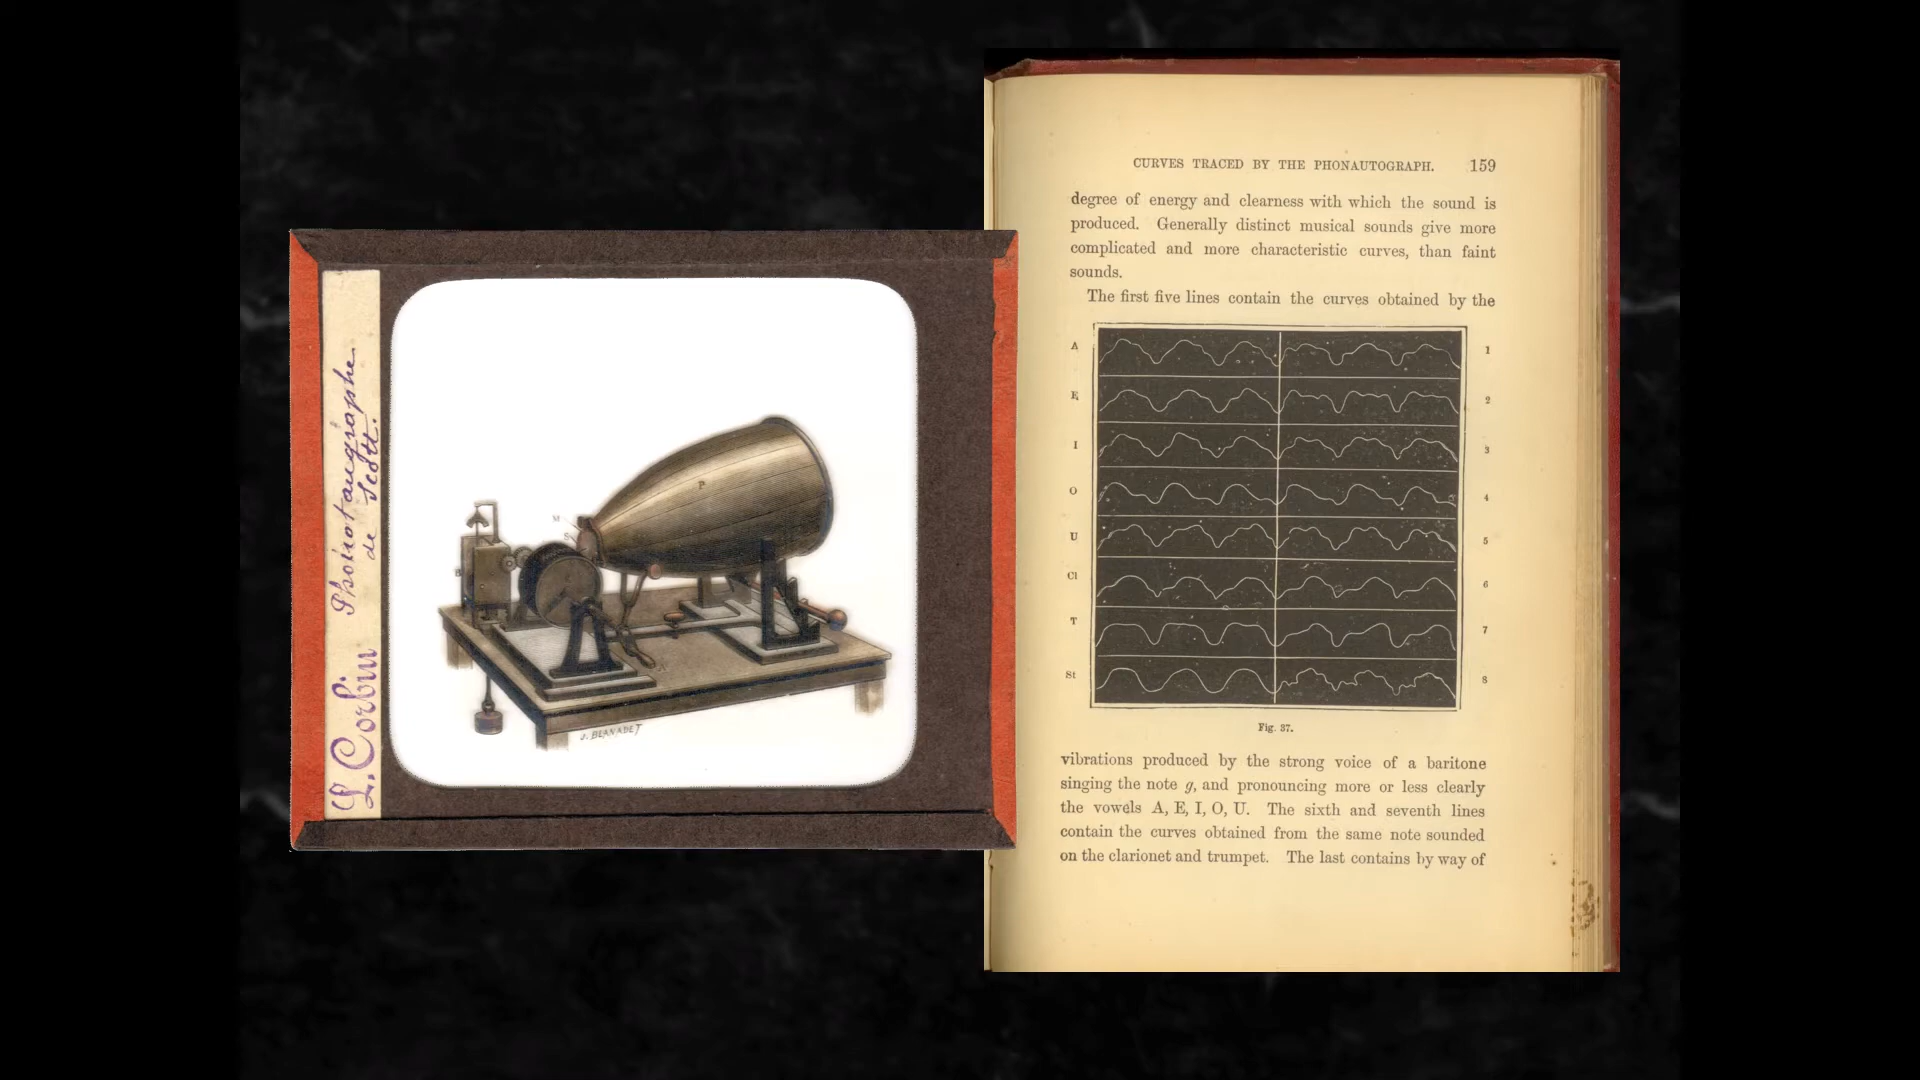 L. Corbin Phonotaugraphe
de Scott.
P
M
S
B
A
J. BLANADET
CURVES TRACED BY THE PHONAUTOGRAPH. 159
degree of energy and clearness with which the sound is
produced. Generally distinct musical sounds give more
complicated and more characteristic curves, than faint
sounds.
The first five lines contain the curves obtained by the
A 1
E 2
I 3
O 4
U 5
Cl 6
T 7
St 8
Fig. 37.
vibrations produced by the strong voice of a baritone
singing the note g, and pronouncing more or less clearly
the vowels A, E, I, O, U. The sixth and seventh lines
contain the curves obtained from the same note sounded
on the clarionet and trumpet. The last contains by way of